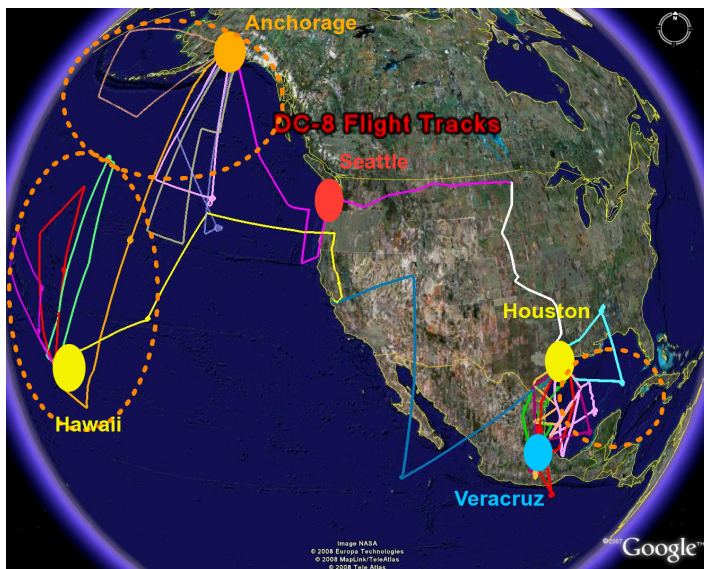 Anchorage
N
DC-8 Flight Tracks
Seattle
Houston
Hawaii
Veracruz
Image NASA
© 2008 Europa Technologies
© 2008 MapLink/TeleAtlas
© 2008 Tele Atlas
©2007 Google™